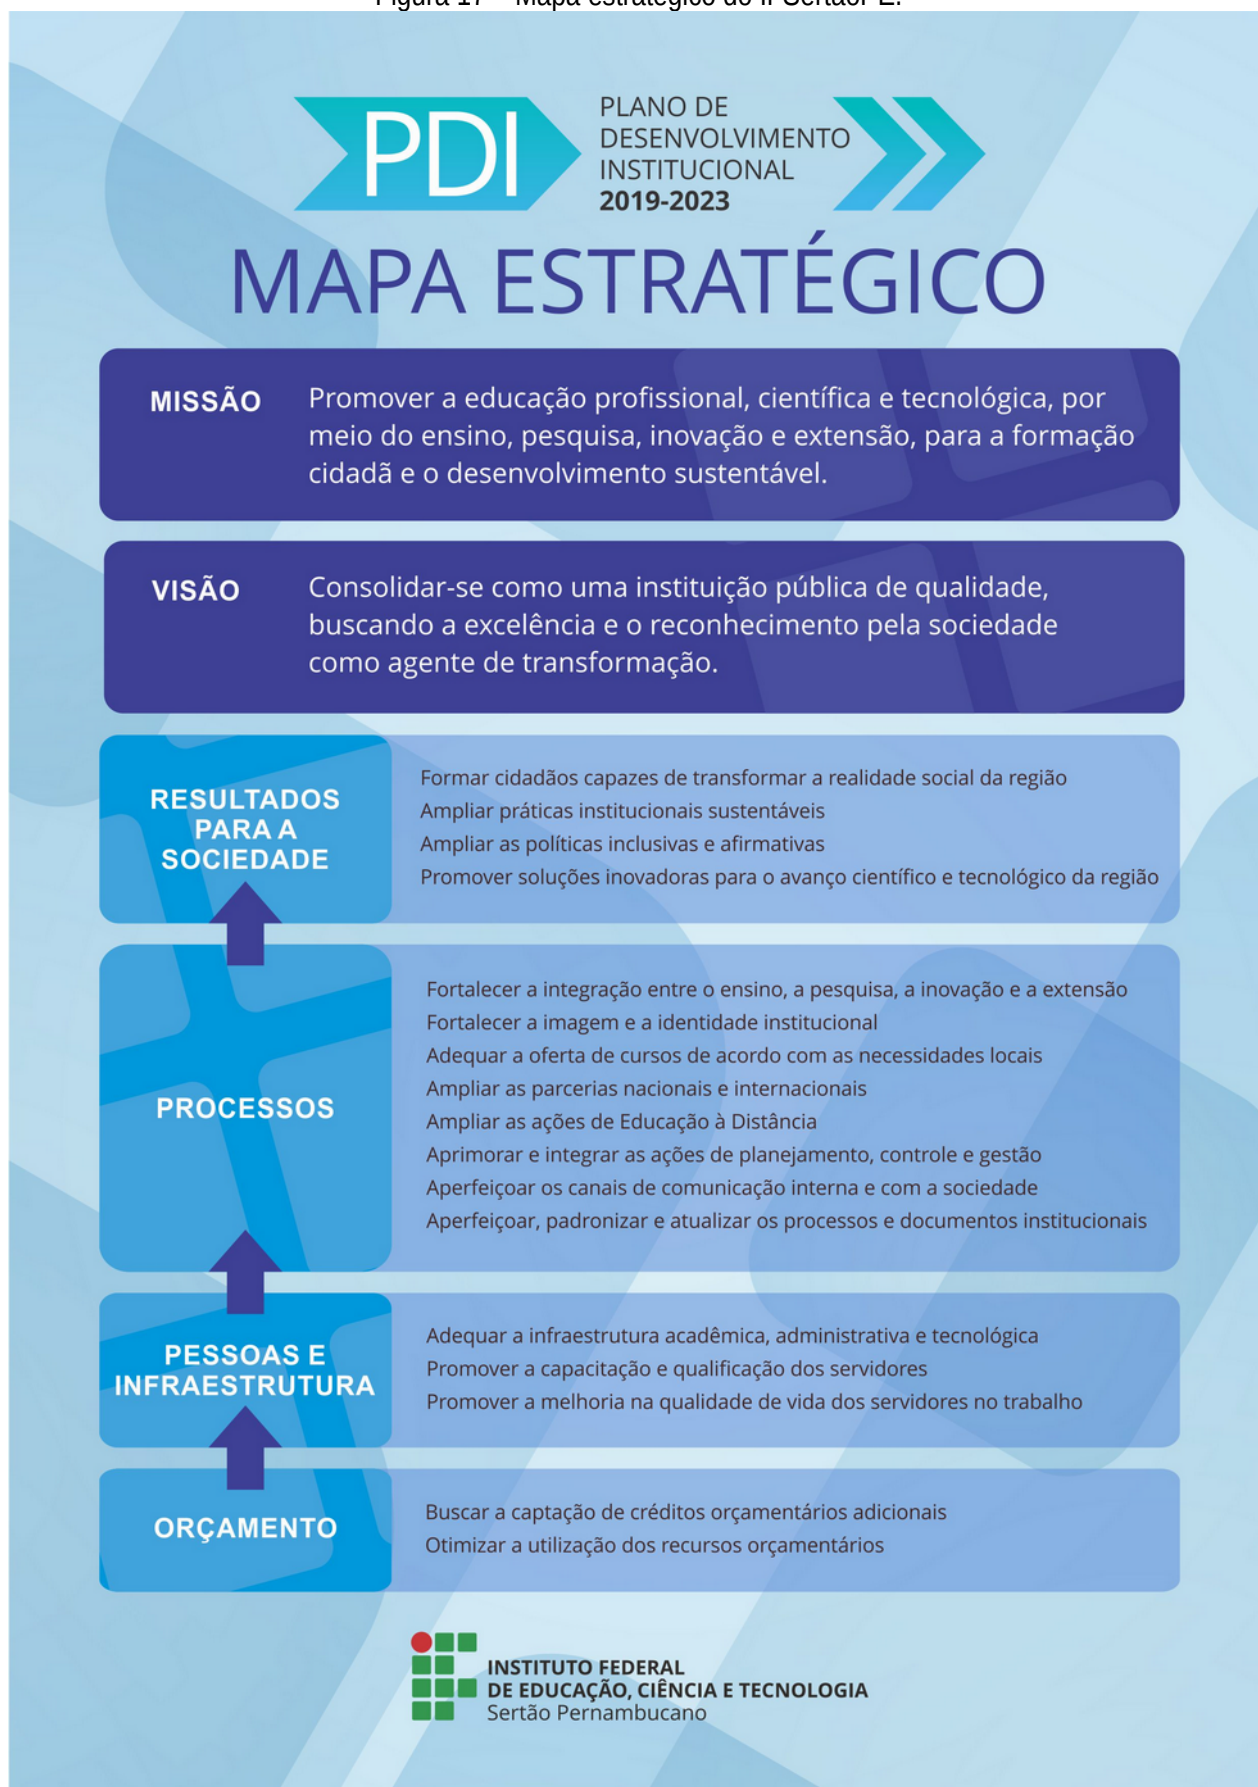 Figura 17 – Mapa estratégico do IFSertãoPE.
PDI
PLANO DE
DESENVOLVIMENTO
INSTITUCIONAL
2019-2023
MAPA ESTRATÉGICO
MISSÃO
Promover a educação profissional, científica e tecnológica, por
meio do ensino, pesquisa, inovação e extensão, para a formação
cidadã e o desenvolvimento sustentável.
VISÃO
Consolidar-se como uma instituição pública de qualidade,
buscando a excelência e o reconhecimento pela sociedade
como agente de transformação.
RESULTADOS
PARA A
SOCIEDADE
Formar cidadãos capazes de transformar a realidade social da região
Ampliar práticas institucionais sustentáveis
Ampliar as políticas inclusivas e afirmativas
Promover soluções inovadoras para o avanço científico e tecnológico da região
PROCESSOS
Fortalecer a integração entre o ensino, a pesquisa, a inovação e a extensão
Fortalecer a imagem e a identidade institucional
Adequar a oferta de cursos de acordo com as necessidades locais
Ampliar as parcerias nacionais e internacionais
Ampliar as ações de Educação à Distância
Aprimorar e integrar as ações de planejamento, controle e gestão
Aperfeiçoar os canais de comunicação interna e com a sociedade
Aperfeiçoar, padronizar e atualizar os processos e documentos institucionais
PESSOAS E
INFRAESTRUTURA
Adequar a infraestrutura acadêmica, administrativa e tecnológica
Promover a capacitação e qualificação dos servidores
Promover a melhoria na qualidade de vida dos servidores no trabalho
ORÇAMENTO
Buscar a captação de créditos orçamentários adicionais
Otimizar a utilização dos recursos orçamentários
INSTITUTO FEDERAL
DE EDUCAÇÃO, CIÊNCIA E TECNOLOGIA
Sertão Pernambucano